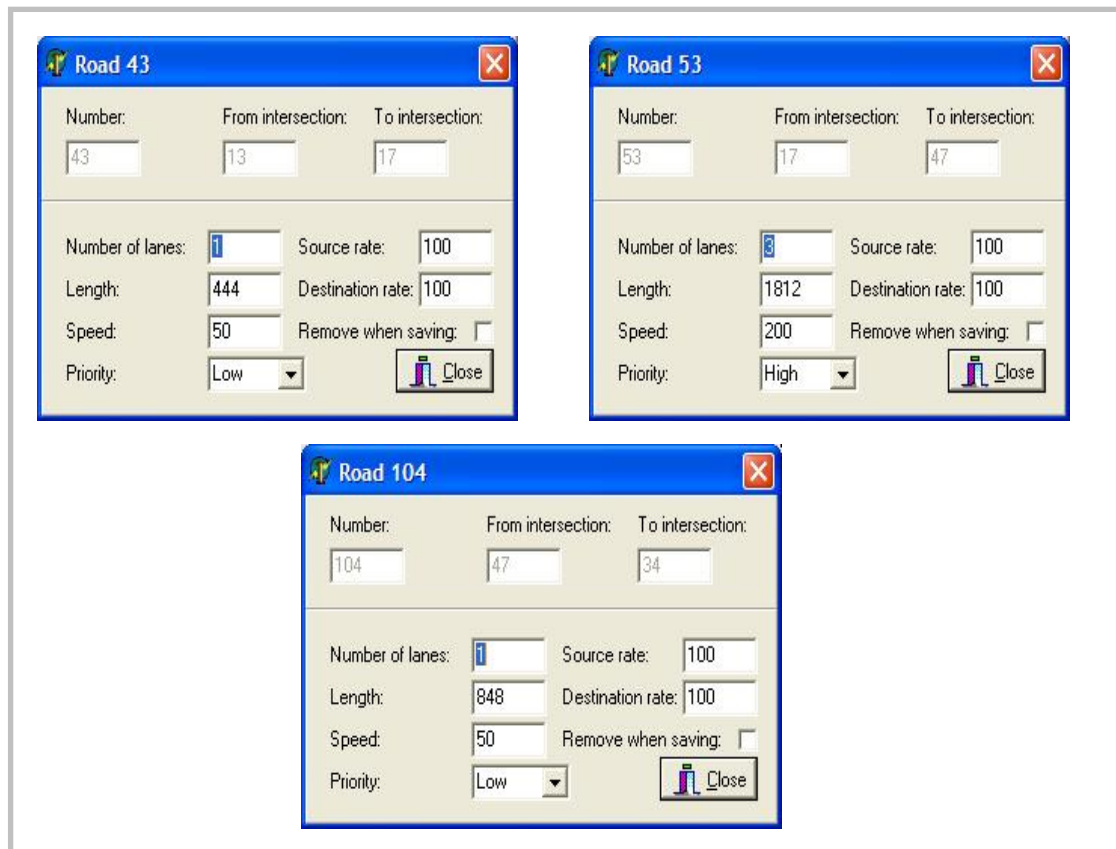 Road 43
Number: From intersection: To intersection:
43 13 17
Number of lanes: 1 Source rate: 100
Length: 444 Destination rate: 100
Speed: 50 Remove when saving:
Priority: Low Close
Road 53
Number: From intersection: To intersection:
53 17 47
Number of lanes: 3 Source rate: 100
Length: 1812 Destination rate: 100
Speed: 200 Remove when saving:
Priority: High Close
Road 104
Number: From intersection: To intersection:
104 47 34
Number of lanes: 1 Source rate: 100
Length: 848 Destination rate: 100
Speed: 50 Remove when saving:
Priority: Low Close